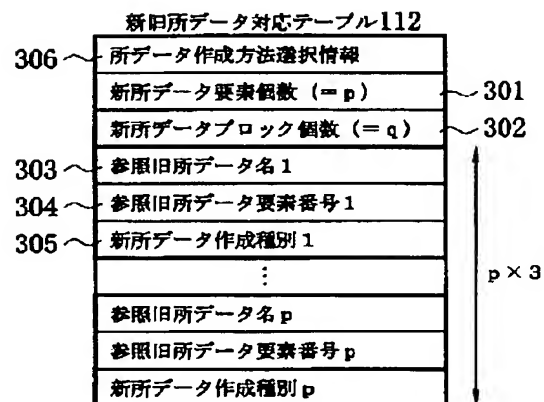 新旧所データ対応テーブル112
306 所データ作成方法選択情報
新所データ要素個数（＝p） 301
新所データブロック個数（＝q） 302
303 参照旧所データ名1
304 参照旧所データ要素番号1
305 新所データ作成種別1
⋮
p×3
参照旧所データ名p
参照旧所データ要素番号p
新所データ作成種別p